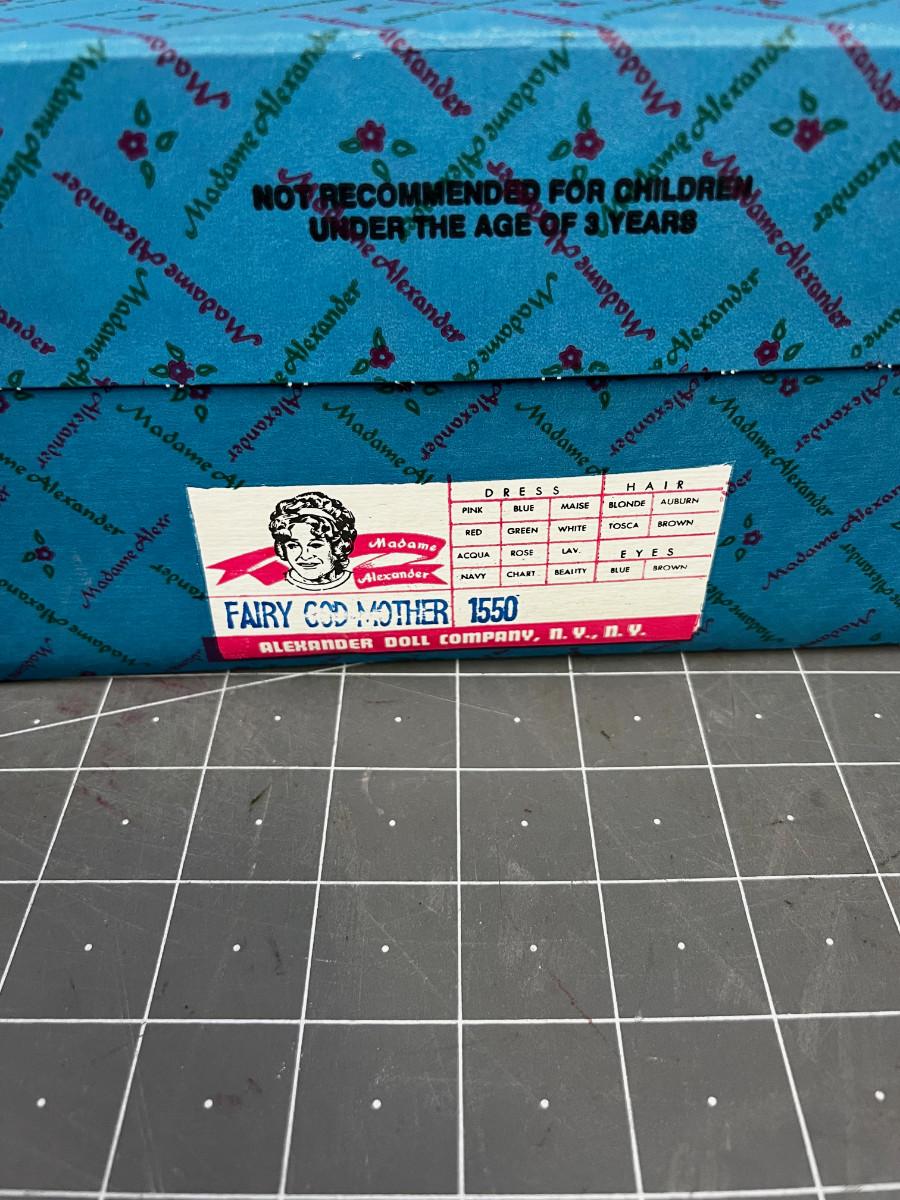 Madame Alexander
NOT RECOMMENDED FOR CHILDREN
UNDER THE AGE OF 3 YEARS
Madame
Alexander
DRESS
PINK BLUE MAISE
RED GREEN WHITE
ACQUA ROSE LAV.
NAVY CHART BEAUTY
HAIR
BLONDE AUBURN
TOSCA BROWN
EYES
BLUE BROWN
FAIRY GOD-MOTHER 1550
ALEXANDER DOLL COMPANY, N.Y., N.Y.